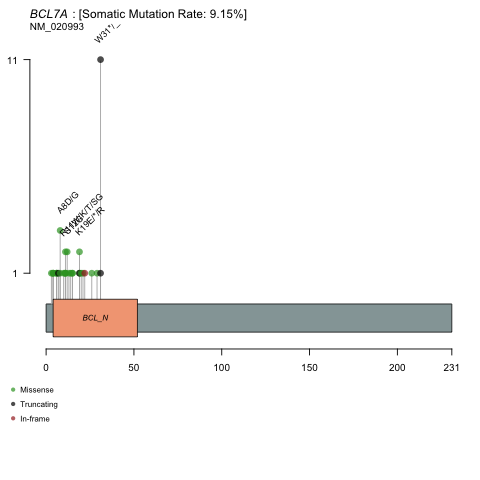 BCL7A : [Somatic Mutation Rate: 9.15%]
NM_020993
W31*/_
11
A8D/G
K19E/*/R
1
BCL_N
0 50 100 150 200 231
Missense
Truncating
In-frame